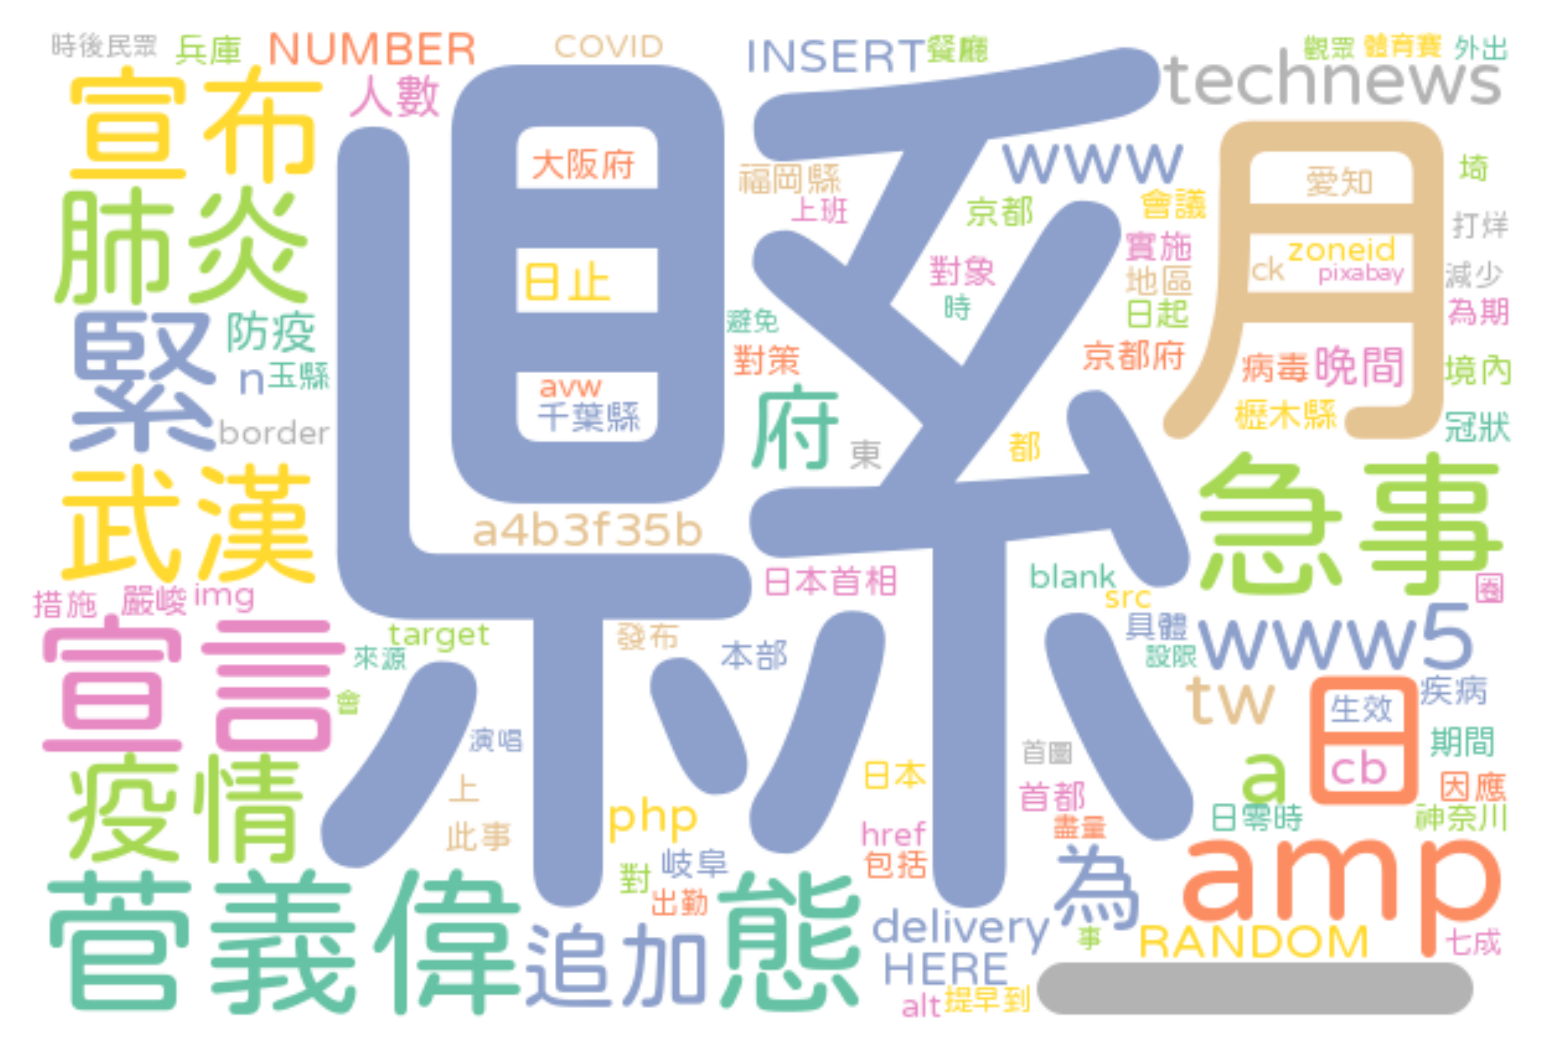 時後民眾 兵庫 NUMBER COVID INSERT 餐廳 觀眾 體育賽 外出
宣布 人數 technews
大阪府 福岡縣 www 愛知 埼
縣 月
肺炎 上班 京都 會議 打烊
日止 對象 實施 zoneid
地區 ck pixabay 減少
緊 防疫 避免 時 日起 為期
n 玉縣 avw 對策 京都府 病毒 晚間 境內
border 千葉縣 府 東 都 櫪木縣 冠狀
武漢 a4b3f35b 急事
措施 嚴峻 img 日本首相 blank src 圈
宣言 target 發布 本部 具體 www5
來源 設限
會 演唱 首圖 tw 日 生效 疾病
疫情 上 日本 a cb 期間
此事 php 首都 因應
href 盡量 日零時 神奈川
菅義偉 對 岐阜 包括 為 amp
出勤 態
追加 delivery 事 RANDOM 七成
HERE
alt 提早到